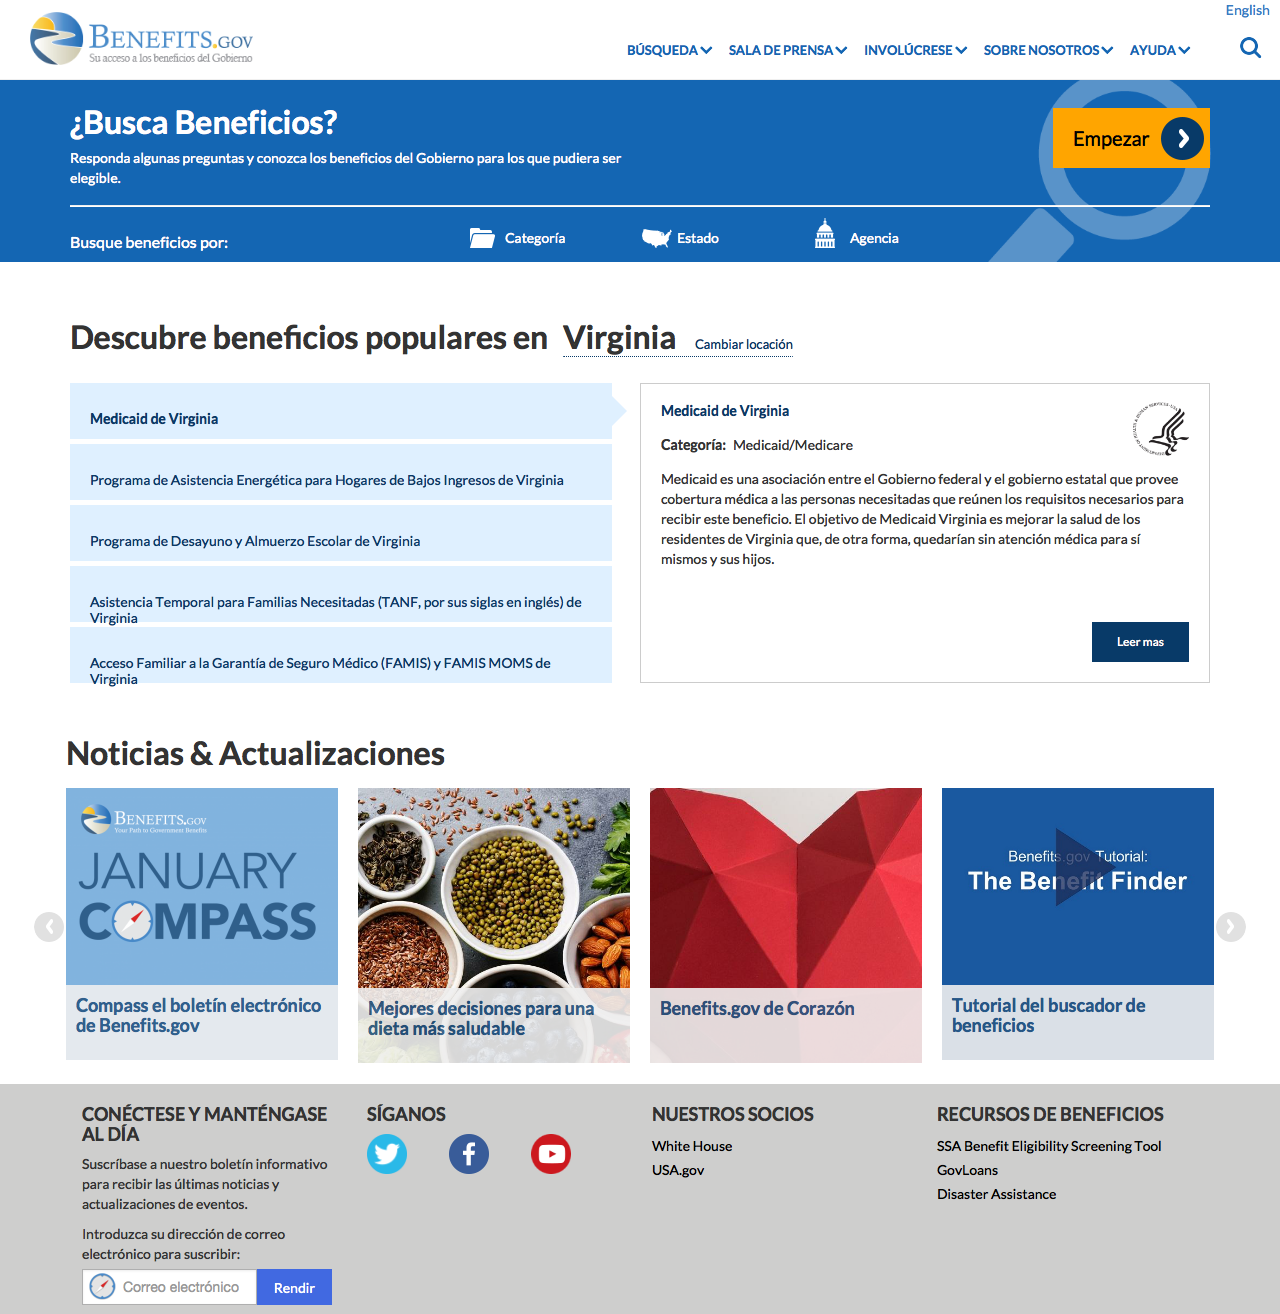 English
BENEFITS.GOV
Su acceso a los beneficios del Gobierno
BÚSQUEDA SALA DE PRENSA INVOLÚCRESE SOBRE NOSOTROS AYUDA
¿Busca Beneficios?
Responda algunas preguntas y conozca los beneficios del Gobierno para los que pudiera ser
elegible.
Empezar
Busque beneficios por:
Categoría
Estado
Agencia
Descubre beneficios populares en Virginia Cambiar locación
Medicaid de Virginia
Programa de Asistencia Energética para Hogares de Bajos Ingresos de Virginia
Programa de Desayuno y Almuerzo Escolar de Virginia
Asistencia Temporal para Familias Necesitadas (TANF, por sus siglas en inglés) de
Virginia
Acceso Familiar a la Garantía de Seguro Médico (FAMIS) y FAMIS MOMS de
Virginia
Medicaid de Virginia
Categoría: Medicaid/Medicare
Medicaid es una asociación entre el Gobierno federal y el gobierno estatal que provee
cobertura médica a las personas necesitadas que reúnen los requisitos necesarios para
recibir este beneficio. El objetivo de Medicaid Virginia es mejorar la salud de los
residentes de Virginia que, de otra forma, quedarían sin atención médica para sí
mismos y sus hijos.
Leer mas
Noticias & Actualizaciones
BENEFITS.GOV
Your Path to Government Benefits
JANUARY
COMPASS
Compass el boletín electrónico
de Benefits.gov
Mejores decisiones para una
dieta más saludable
Benefits.gov de Corazón
Benefits.gov Tutorial:
The Benefit Finder
Tutorial del buscador de
beneficios
CONÉCTESE Y MANTÉNGASE
AL DÍA
Suscríbase a nuestro boletín informativo
para recibir las últimas noticias y
actualizaciones de eventos.
Introduzca su dirección de correo
electrónico para suscribir:
Correo electrónico
Rendir
SÍGANOS
NUESTROS SOCIOS
White House
USA.gov
RECURSOS DE BENEFICIOS
SSA Benefit Eligibility Screening Tool
GovLoans
Disaster Assistance